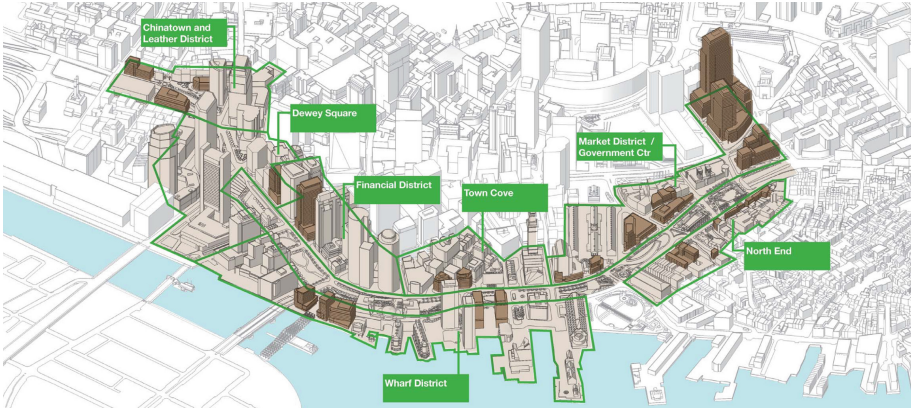 Chinatown and
Leather District
Dewey Square
Market District /
Government Ctr
Financial District
Town Cove
North End
Wharf District